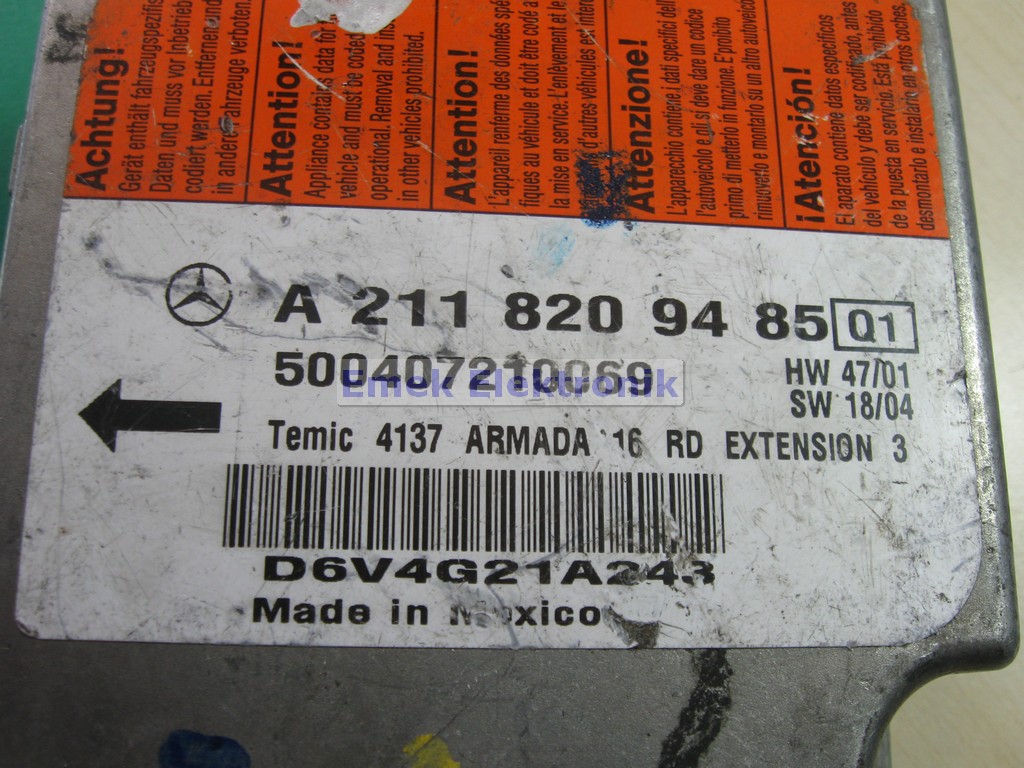 Achtung!
Gerät enthält fahrzeugspezifis
Daten und muss vor Inbetrieb
codiert werden. Entfernen und
in andere Fahrzeuge verboten.
Attention!
Appliance contains data for
vehicle and must be coded
operational. Removal and
in other vehicles prohibited.
Attention!
L'appareil renferme des données spé
fiques au véhicule et doit être codé a
la mise en service. L'enlèvement et
d'autres véhicules est inter
Attenzione!
L'apparecchio contiene i dati specifici dell'
autoveicolo e gli si deve dare un codice
primo di metterlo in funzione. E' proibito
rimuoverlo e montarlo su un altro autoveicolo
¡Atención!
El aparato contiene datos específicos
del vehículo y debe ser codificado, antes
de la puesta en servicio. Está prohibido
desmontarlo e instalarlo en otros coches.
A 211 820 94 85 Q1
500407210069
Emek Elektronik
HW 47/01
SW 18/04
Temic 4137 ARMADA 16 RD EXTENSION 3
D6V4G21A243
Made in Mexico